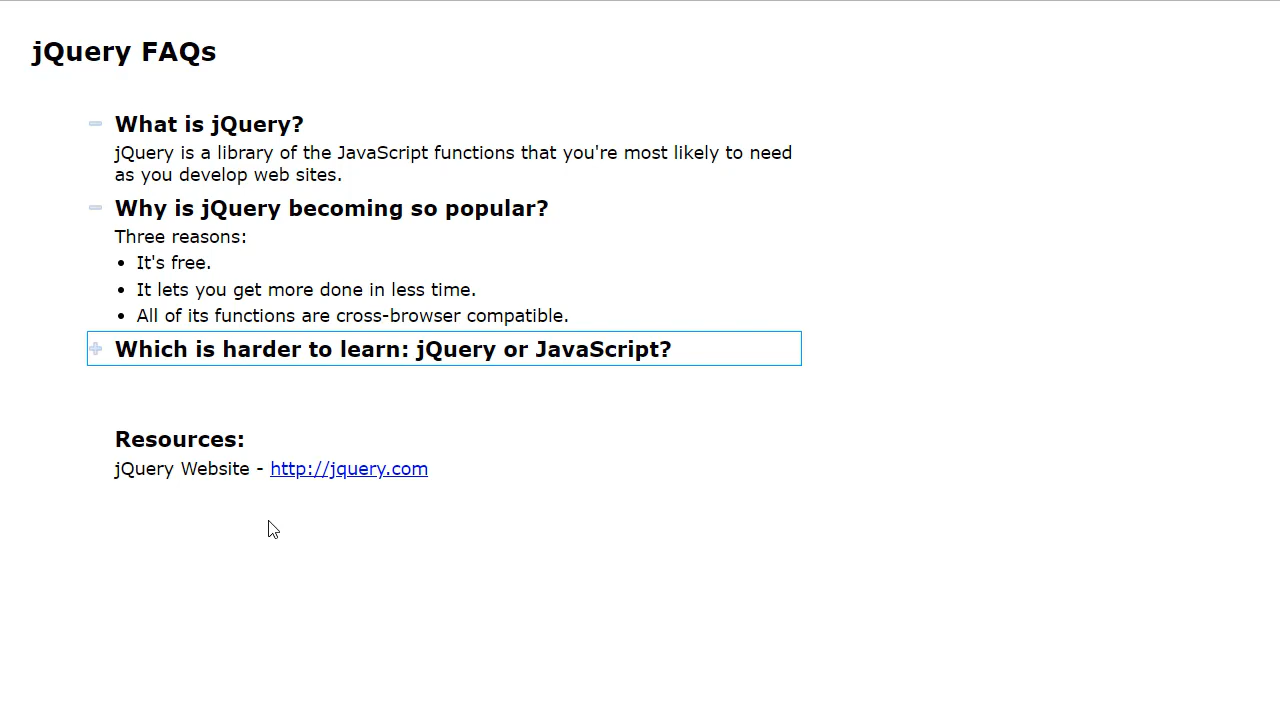 jQuery FAQs
What is jQuery?
jQuery is a library of the JavaScript functions that you're most likely to need
as you develop web sites.
Why is jQuery becoming so popular?
Three reasons:
• It's free.
• It lets you get more done in less time.
• All of its functions are cross-browser compatible.
Which is harder to learn: jQuery or JavaScript?
Resources:
jQuery Website - http://jquery.com